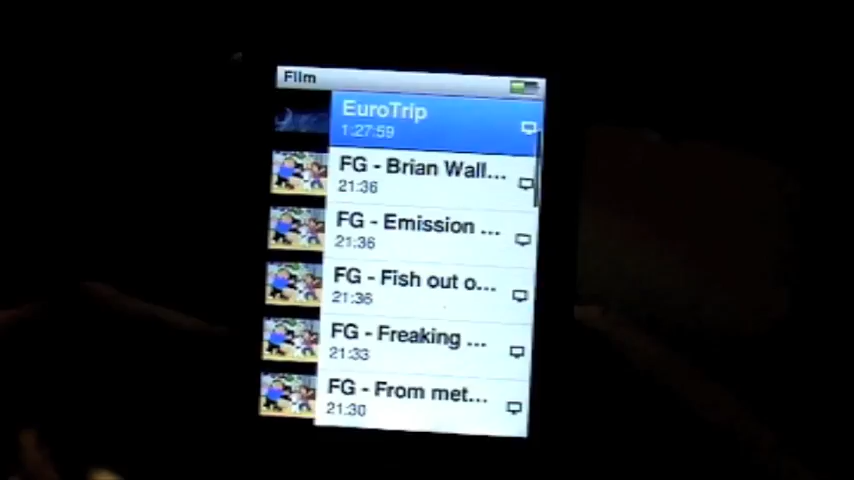 Film
EuroTrip
1:27:59
FG - Brian Wall...
21:36
FG - Emission ...
21:36
FG - Fish out o...
21:36
FG - Freaking ...
21:33
FG - From met...
21:30